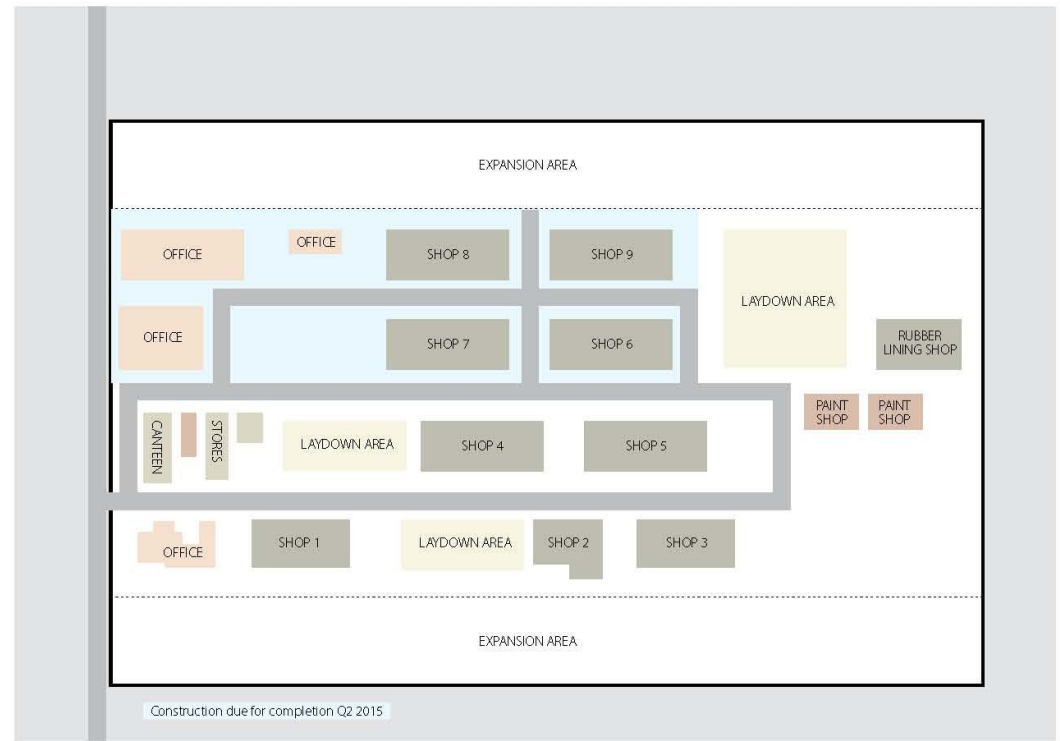 EXPANSION AREA
OFFICE
OFFICE
SHOP 8
SHOP 9
LAYDOWN AREA
OFFICE
SHOP 7
SHOP 6
RUBBER
LINING SHOP
PAINT
SHOP
PAINT
SHOP
CANTEEN
STORES
LAYDOWN AREA
SHOP 4
SHOP 5
OFFICE
SHOP 1
LAYDOWN AREA
SHOP 2
SHOP 3
EXPANSION AREA
Construction due for completion Q2 2015